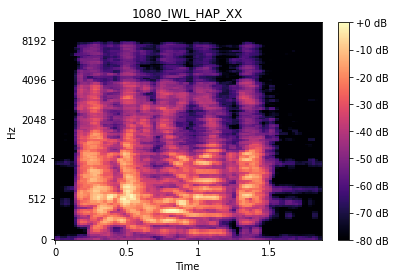 1080_IWL_HAP_XX
+0 dB
8192
-10 dB
4096
-20 dB
-30 dB
2048
-40 dB
Hz
1024
-50 dB
512
-60 dB
-70 dB
0
-80 dB
0
0.5
1
1.5
Time